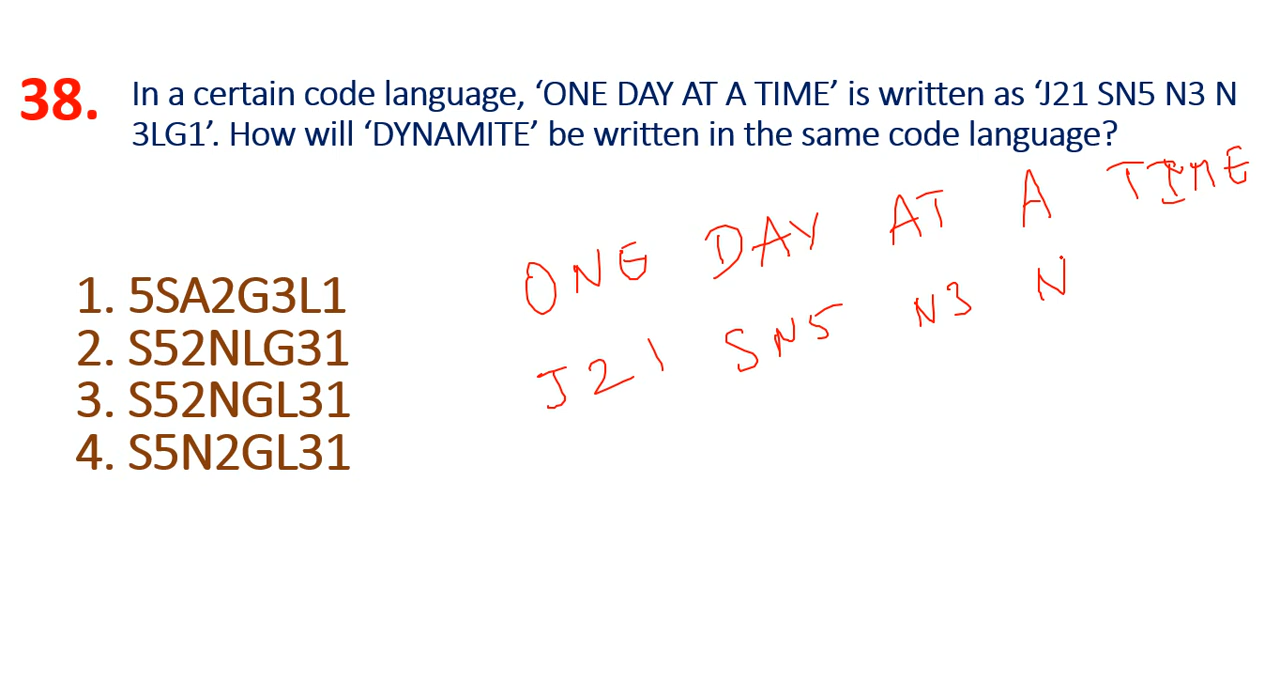 38. In a certain code language, ‘ONE DAY AT A TIME’ is written as ‘J21 SN5 N3 N
3LG1’. How will ‘DYNAMITE’ be written in the same code language?
ONE DAY AT A TIME
J21 SN5 N3 N
1. 5SA2G3L1
2. S52NLG31
3. S52NGL31
4. S5N2GL31